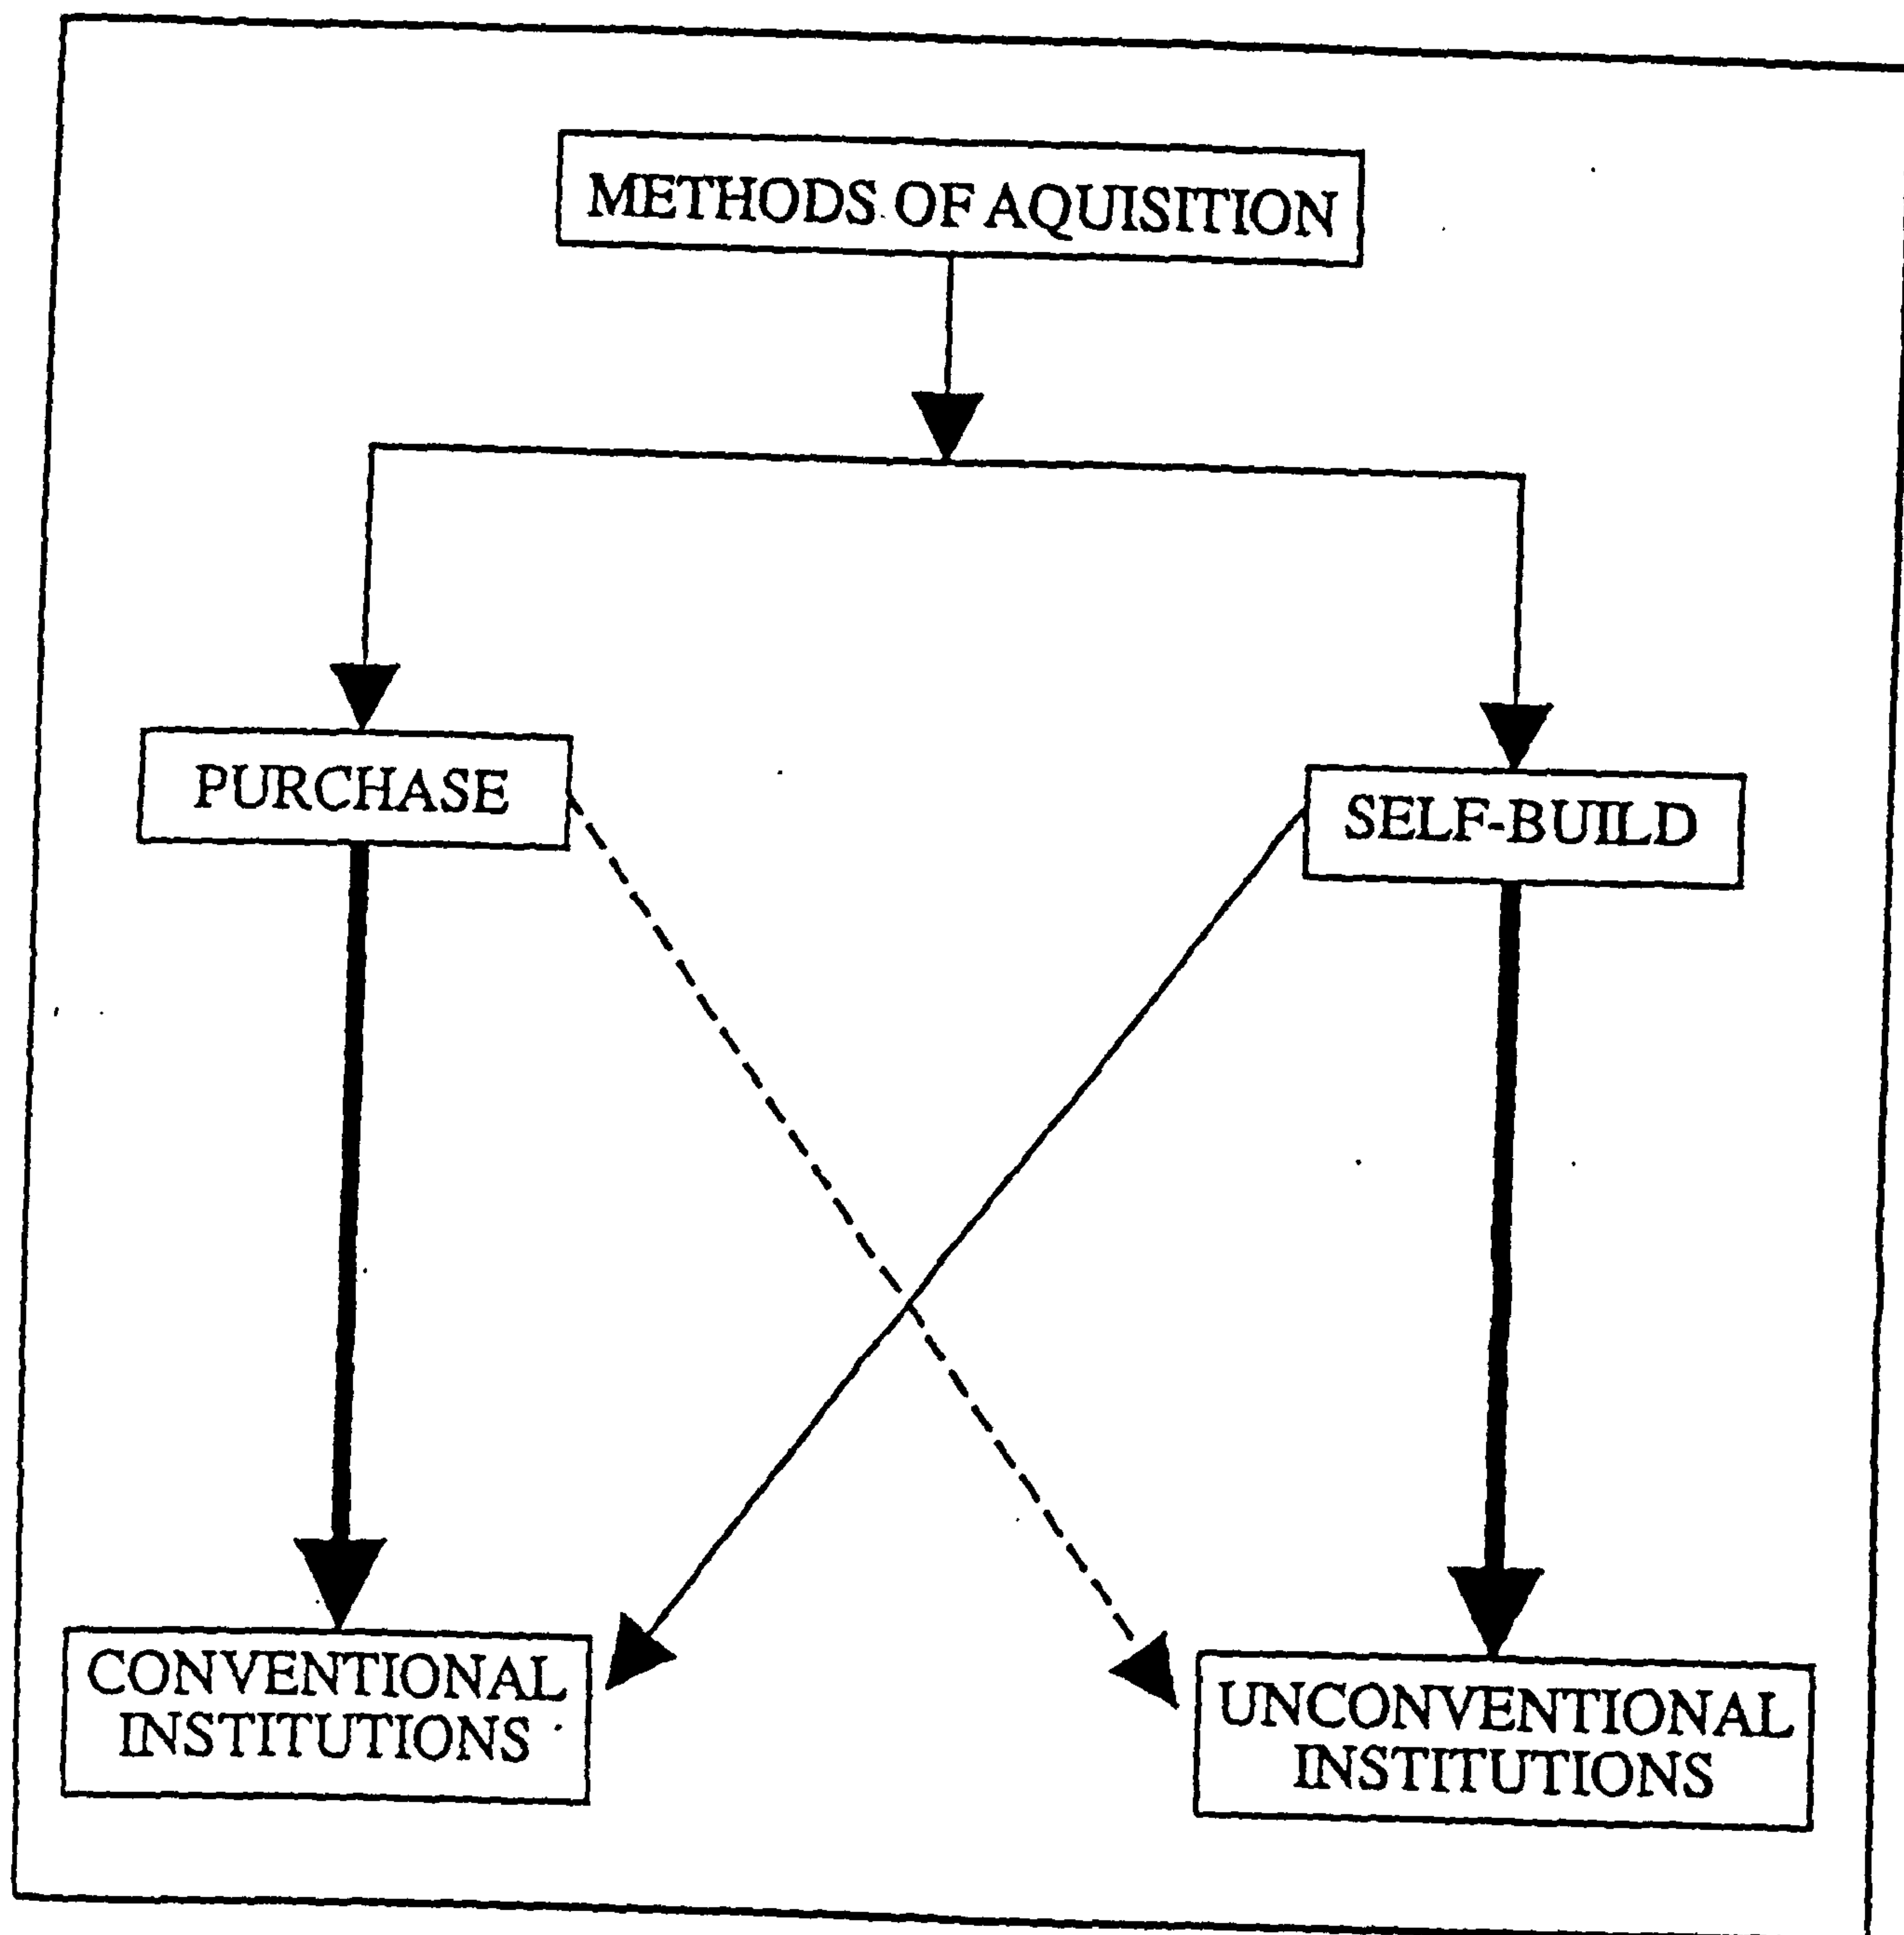 METHODS OF AQUISITION
PURCHASE
SELF-BUILD
CONVENTIONAL
INSTITUTIONS
UNCONVENTIONAL
INSTITUTIONS